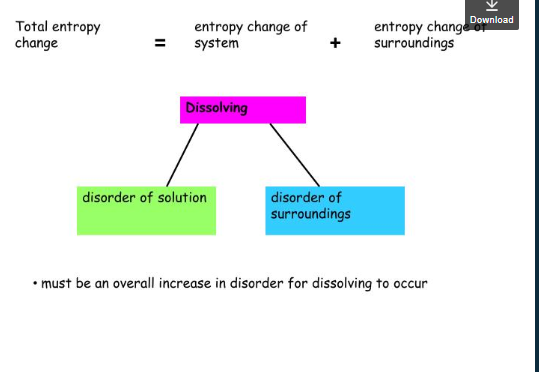 Download
Total entropy change = entropy change of system + entropy change of surroundings
Dissolving
disorder of solution
disorder of surroundings
• must be an overall increase in disorder for dissolving to occur